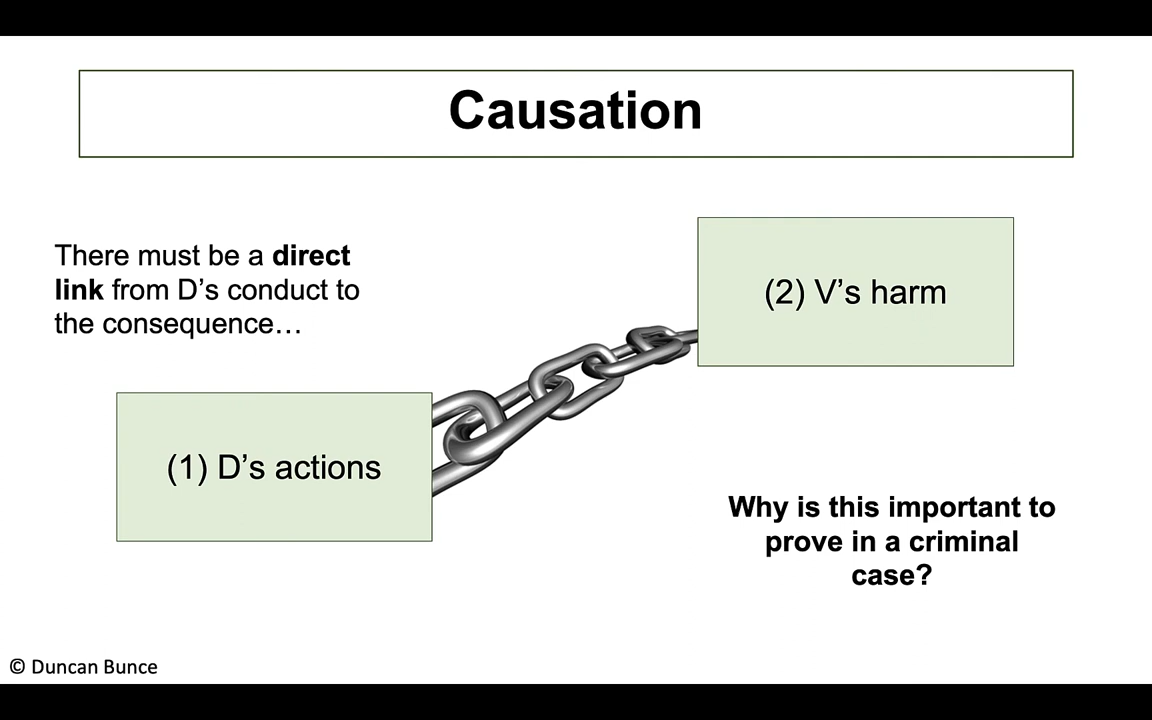 Causation
There must be a direct
link from D’s conduct to
the consequence…
(2) V’s harm
(1) D’s actions
Why is this important to
prove in a criminal
case?
© Duncan Bunce